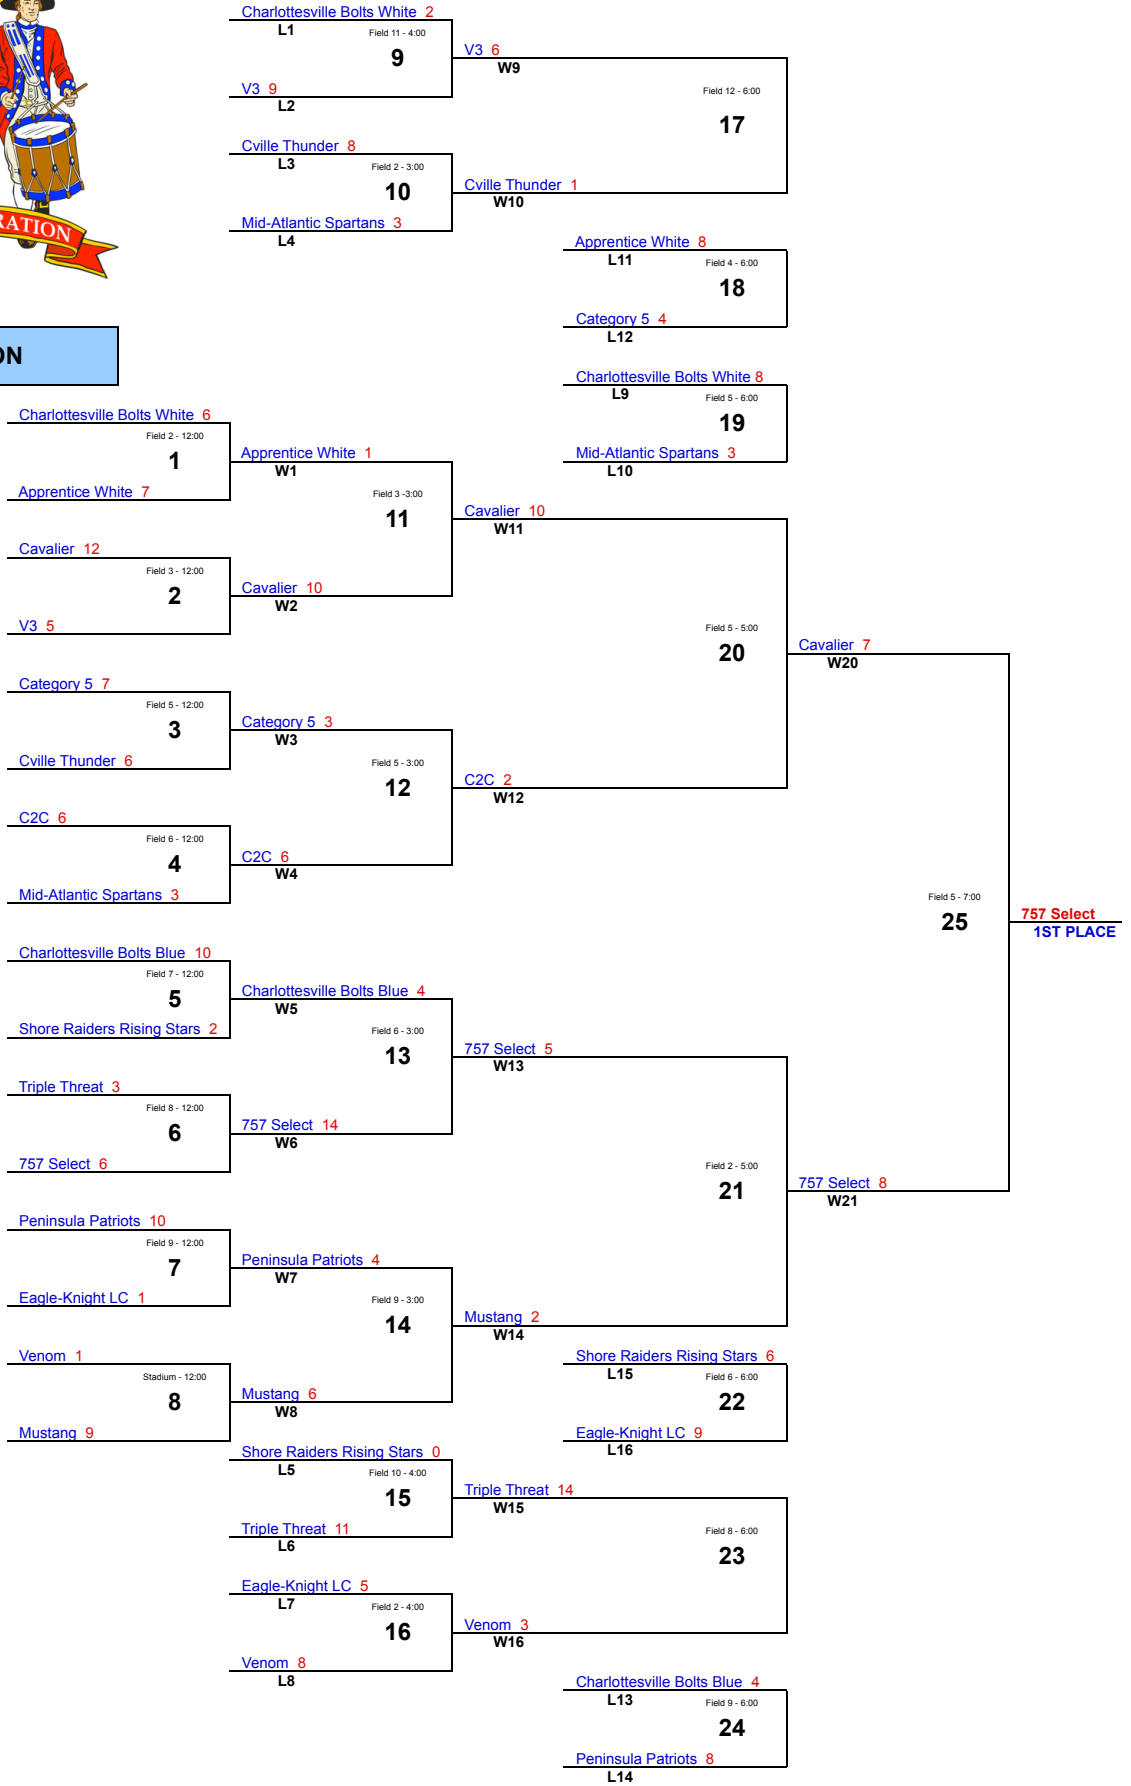 Charlottesville Bolts White 2
L1
Field 11 - 4:00
9
V3 9
L2
V3 6
W9
Field 12 - 6:00
17
Cville Thunder 8
L3
Field 2 - 3:00
10
Mid-Atlantic Spartans 3
L4
Cville Thunder 1
W10
RATION
Apprentice White 8
L11
Field 4 - 6:00
18
Category 5 4
L12
ON
Charlottesville Bolts White 8
L9
Field 5 - 6:00
19
Mid-Atlantic Spartans 3
L10
Charlottesville Bolts White 6
Field 2 - 12:00
1
Apprentice White 7
Apprentice White 1
W1
Field 3 -3:00
11
Cavalier 10
W11
Cavalier 12
Field 3 - 12:00
2
V3 5
Cavalier 10
W2
Field 5 - 5:00
20
Cavalier 7
W20
Category 5 7
Field 5 - 12:00
3
Cville Thunder 6
Category 5 3
W3
Field 5 - 3:00
12
C2C 2
W12
C2C 6
Field 6 - 12:00
4
Mid-Atlantic Spartans 3
C2C 6
W4
Field 5 - 7:00
25
757 Select
1ST PLACE
Charlottesville Bolts Blue 10
Field 7 - 12:00
5
Shore Raiders Rising Stars 2
Charlottesville Bolts Blue 4
W5
Field 6 - 3:00
13
757 Select 5
W13
Triple Threat 3
Field 8 - 12:00
6
757 Select 6
757 Select 14
W6
Field 2 - 5:00
21
757 Select 8
W21
Peninsula Patriots 10
Field 9 - 12:00
7
Eagle-Knight LC 1
Peninsula Patriots 4
W7
Field 9 - 3:00
14
Mustang 2
W14
Venom 1
Stadium - 12:00
8
Mustang 9
Mustang 6
W8
Shore Raiders Rising Stars 6
L15
Field 6 - 6:00
22
Eagle-Knight LC 9
L16
Shore Raiders Rising Stars 0
L5
Field 10 - 4:00
15
Triple Threat 11
L6
Triple Threat 14
W15
Field 8 - 6:00
23
Eagle-Knight LC 5
L7
Field 2 - 4:00
16
Venom 8
L8
Venom 3
W16
Charlottesville Bolts Blue 4
L13
Field 9 - 6:00
24
Peninsula Patriots 8
L14